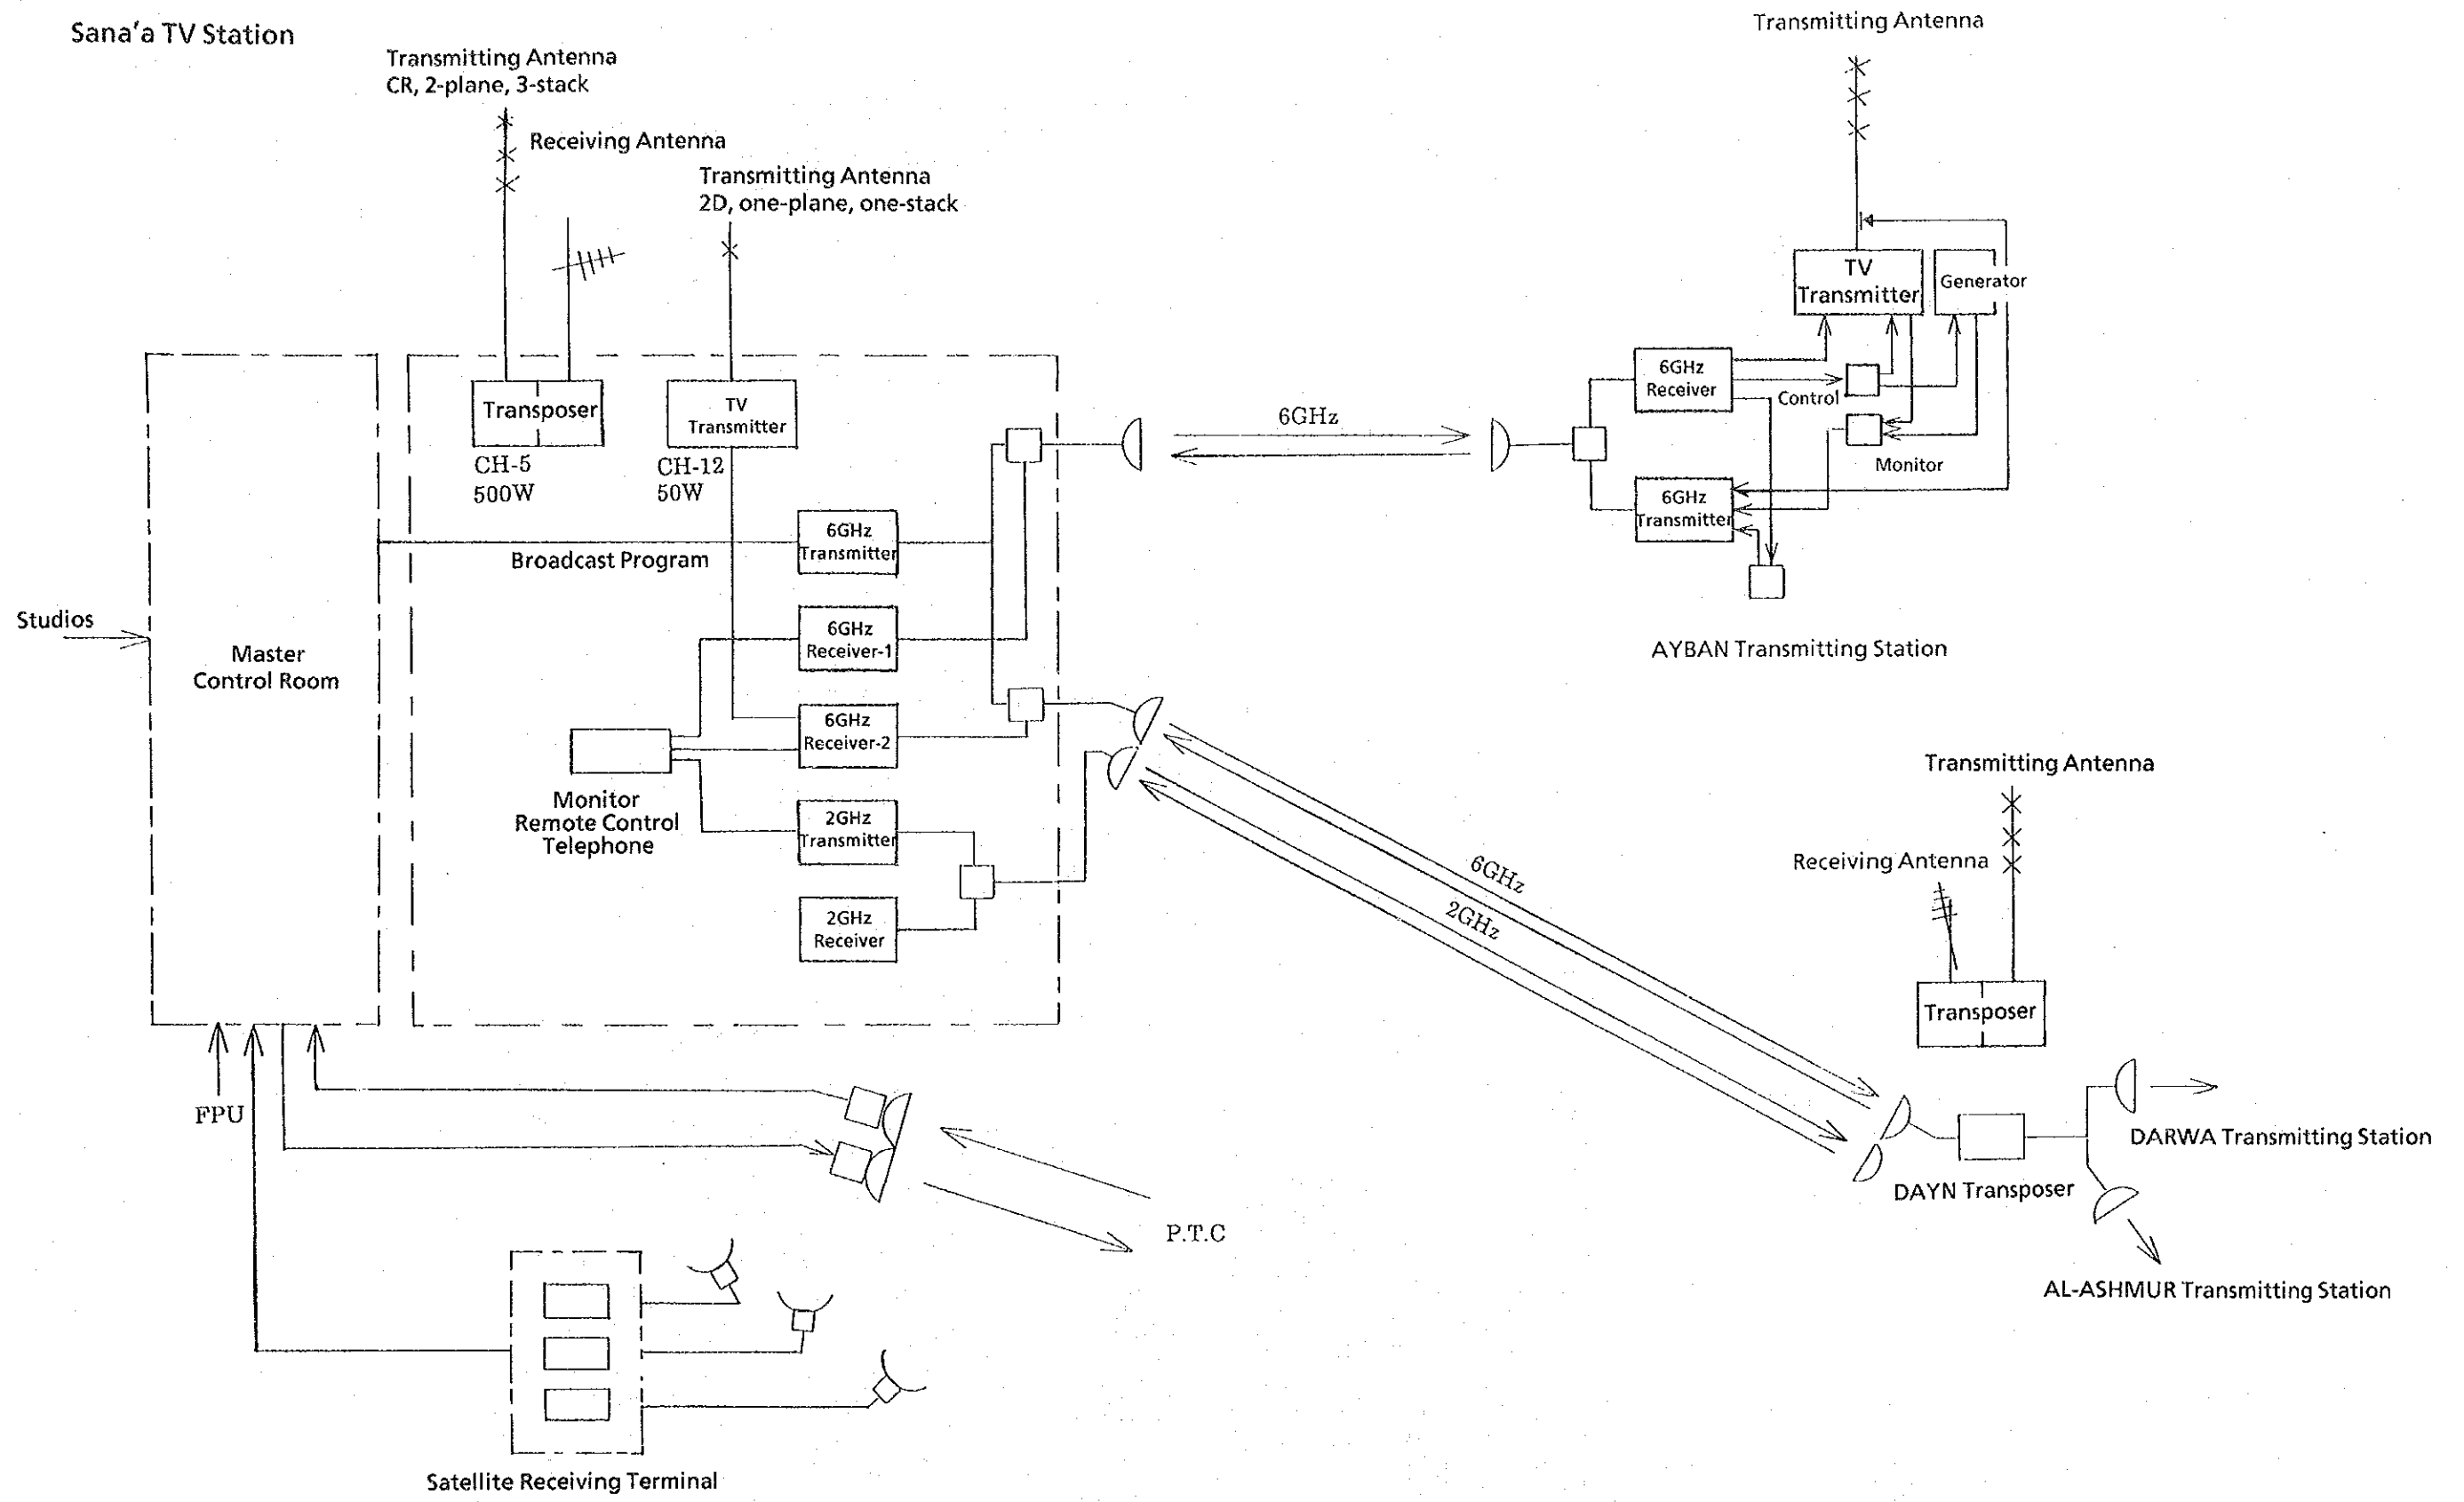 Sana'a TV Station
Transmitting Antenna
CR, 2-plane, 3-stack
Receiving Antenna
Transmitting Antenna
2D, one-plane, one-stack
Transposer
CH-5
500W
TV
Transmitter
CH-12
50W
Broadcast Program
6GHz
Transmitter
6GHz
Receiver-1
6GHz
Receiver-2
2GHz
Transmitter
2GHz
Receiver
Monitor
Remote Control
Telephone
Studios
Master
Control Room
FPU
P.T.C
Satellite Receiving Terminal
6GHz
6GHz
2GHz
Transmitting Antenna
TV
Transmitter
Generator
6GHz
Receiver
Control
Monitor
6GHz
Transmitter
AYBAN Transmitting Station
Transmitting Antenna
Receiving Antenna
Transposer
DARWA Transmitting Station
DAYN Transposer
AL-ASHMUR Transmitting Station